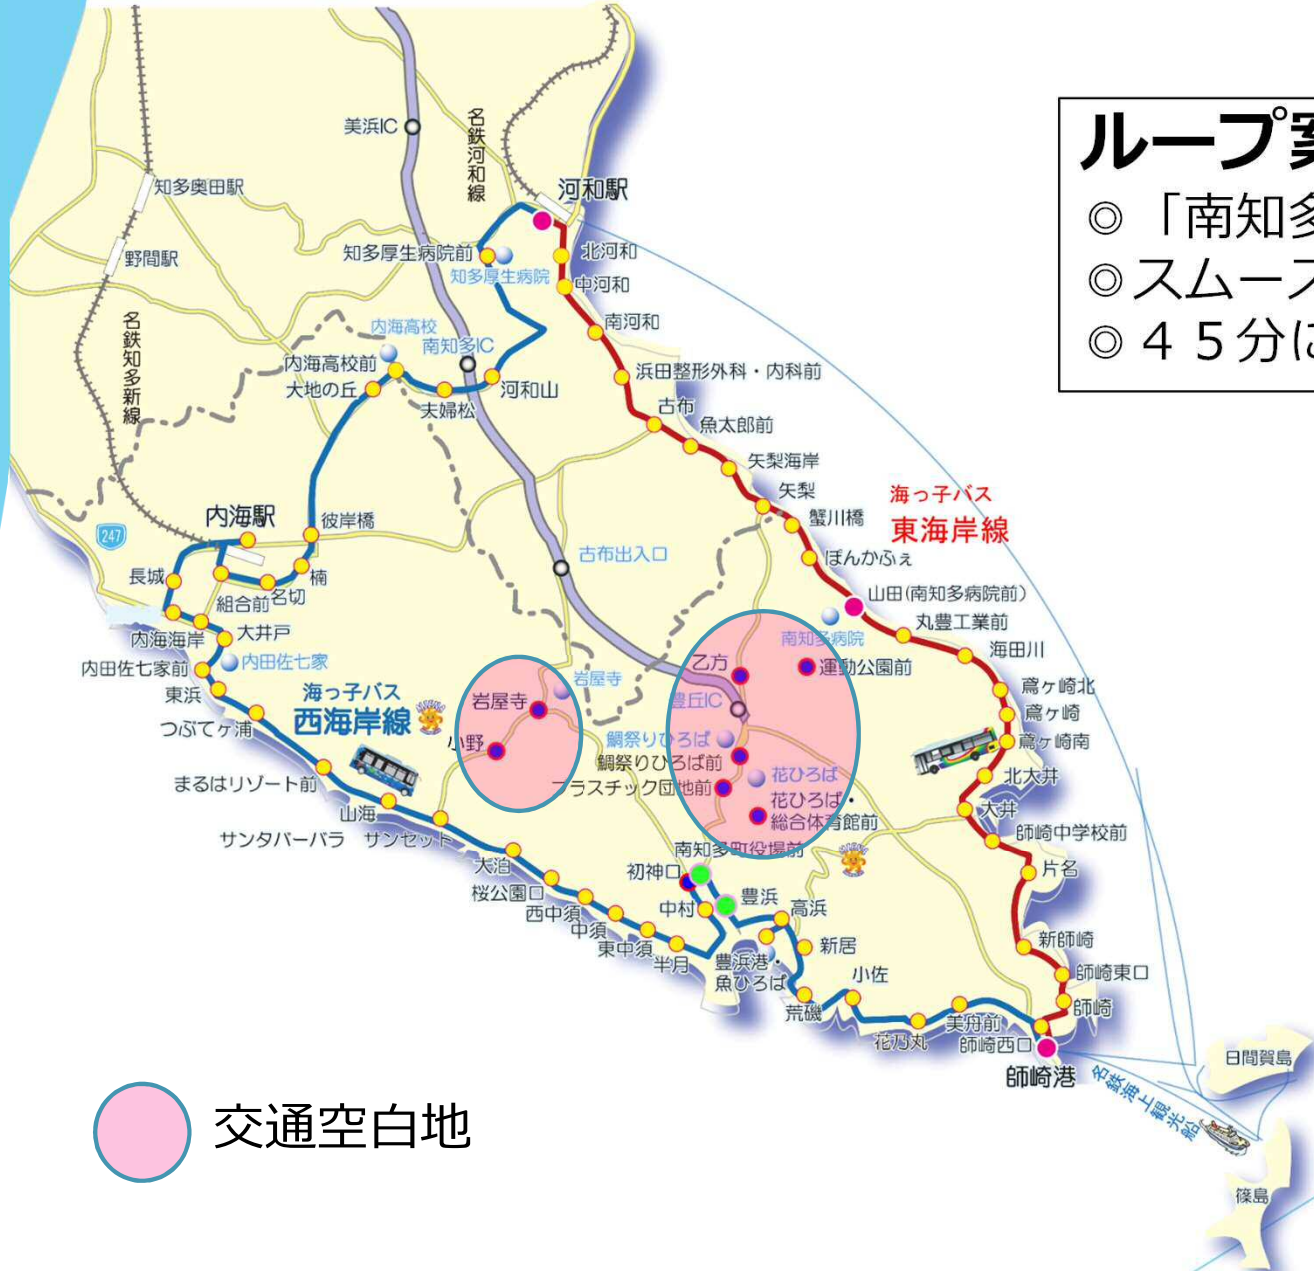 ループ案
◎「南知多
◎スムース
◎４５分に
美浜IC
名鉄河和線
河和駅
知多奥田駅
野間駅
知多厚生病院前
知多厚生病院
北河和
中河和
南河和
名鉄知多新線
内海高校
南知多IC
内海高校前
大地の丘
夫婦松
河和山
浜田整形外科・内科前
古布
魚太郎前
矢梨海岸
矢梨
蟹川橋
ぽんかふぇ
海っ子バス
東海岸線
247
内海駅
彼岸橋
古布出入口
長城
組合前
名切
楠
山田(南知多病院前)
丸豊工業前
海田川
内海海岸
大井戸
内田佐七家前
内田佐七家
東浜
つぶてヶ浦
海っ子バス
西海岸線
南知多病院
乙方
運動公園前
豊丘IC
岩屋寺
岩屋寺
小野
鯛祭りひろば
鯛祭りひろば前
プラスチック団地前
花ひろば
花ひろば・
総合体育館前
鳶ヶ崎北
鳶ヶ崎
鳶ヶ崎南
北大井
大井
師崎中学校前
片名
まるはリゾート前
山海
サンタバーバラ サンセット
大泊
桜公園口
西中須
中須
東中須
半月
南知多町役場前
初神口
中村
豊浜
高浜
新居
豊浜港・
魚ひろば
荒磯
小佐
花乃丸
美舟前
新師崎
師崎東口
師崎
師崎西口
師崎港
名鉄海上観光船
日間賀島
篠島
交通空白地